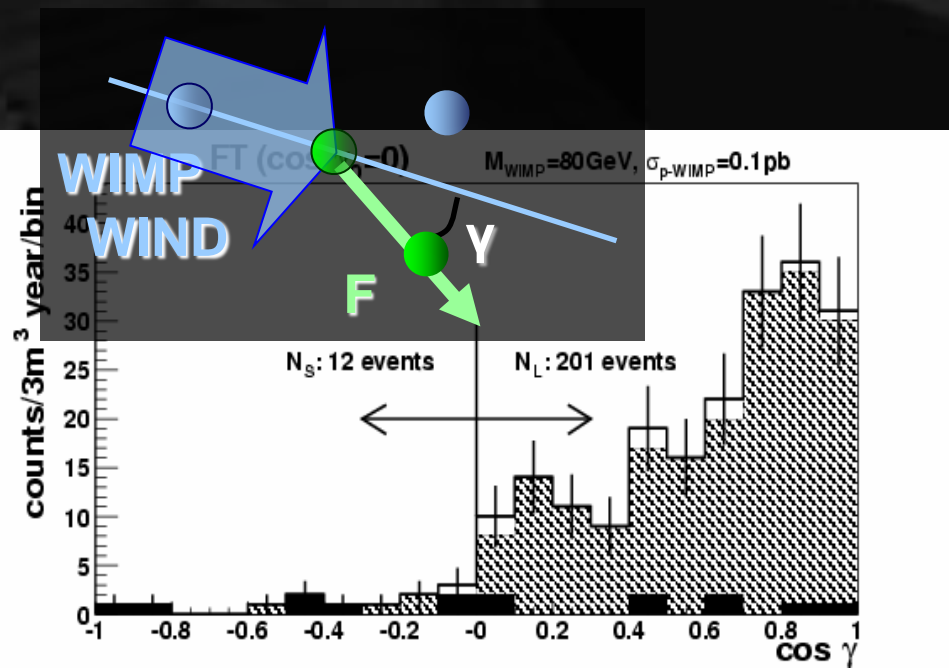 FT (cos =0)
M_WIMP=80GeV, σ_p-WIMP=0.1pb
WIMP
WIND
γ
F
N_S: 12 events
N_L: 201 events
counts/3m³ year/bin
40
35
30
25
20
15
10
5
0
-1 -0.8 -0.6 -0.4 -0.2 -0 0.2 0.4 0.6 0.8 1
cos γ